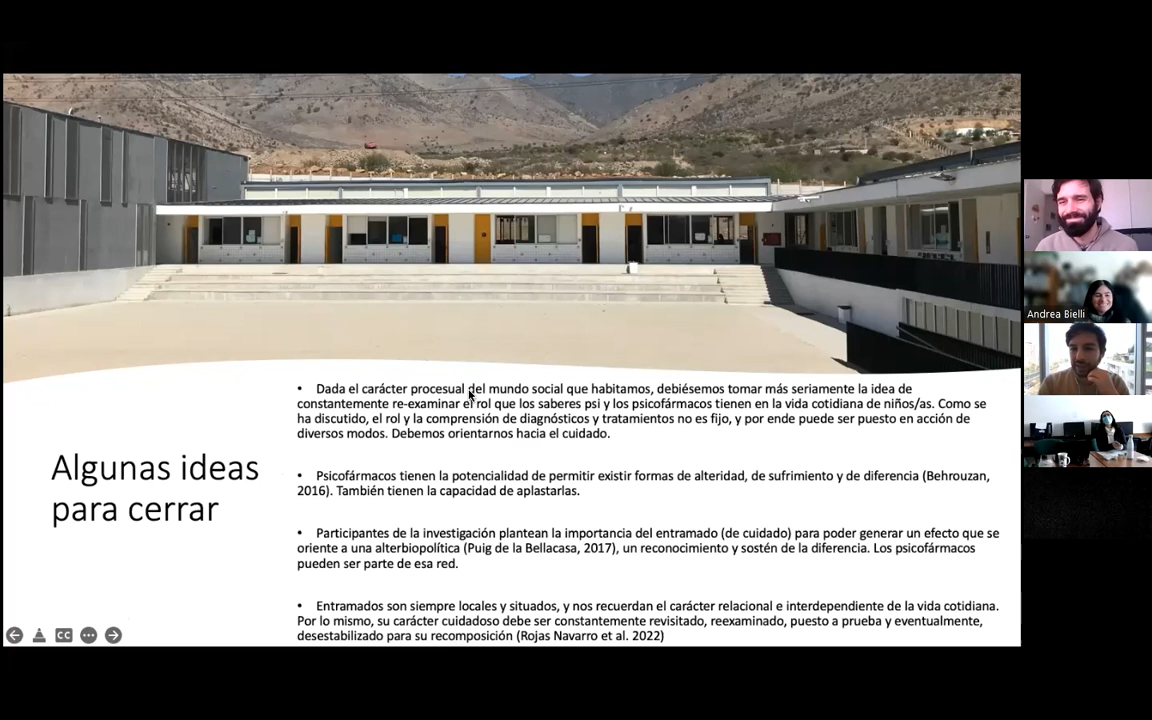 Algunas ideas
para cerrar
• Dada el carácter procesual del mundo social que habitamos, debiésemos tomar más seriamente la idea de
constantemente re-examinar el rol que los saberes psi y los psicofármacos tienen en la vida cotidiana de niños/as. Como se
ha discutido, el rol y la comprensión de diagnósticos y tratamientos no es fijo, y por ende puede ser puesto en acción de
diversos modos. Debemos orientarnos hacia el cuidado.
• Psicofármacos tienen la potencialidad de permitir existir formas de alteridad, de sufrimiento y de diferencia (Behrouzan,
2016). También tienen la capacidad de aplastarlas.
• Participantes de la investigación plantean la importancia del entramado (de cuidado) para poder generar un efecto que se
oriente a una alterbiopolítica (Puig de la Bellacasa, 2017), un reconocimiento y sostén de la diferencia. Los psicofármacos
pueden ser parte de esa red.
• Entramados son siempre locales y situados, y nos recuerdan el carácter relacional e interdependiente de la vida cotidiana.
Por lo mismo, su carácter cuidadoso debe ser constantemente revisitado, reexaminado, puesto a prueba y eventualmente,
desestabilizado para su recomposición (Rojas Navarro et al. 2022)
CC
Andrea Bielli